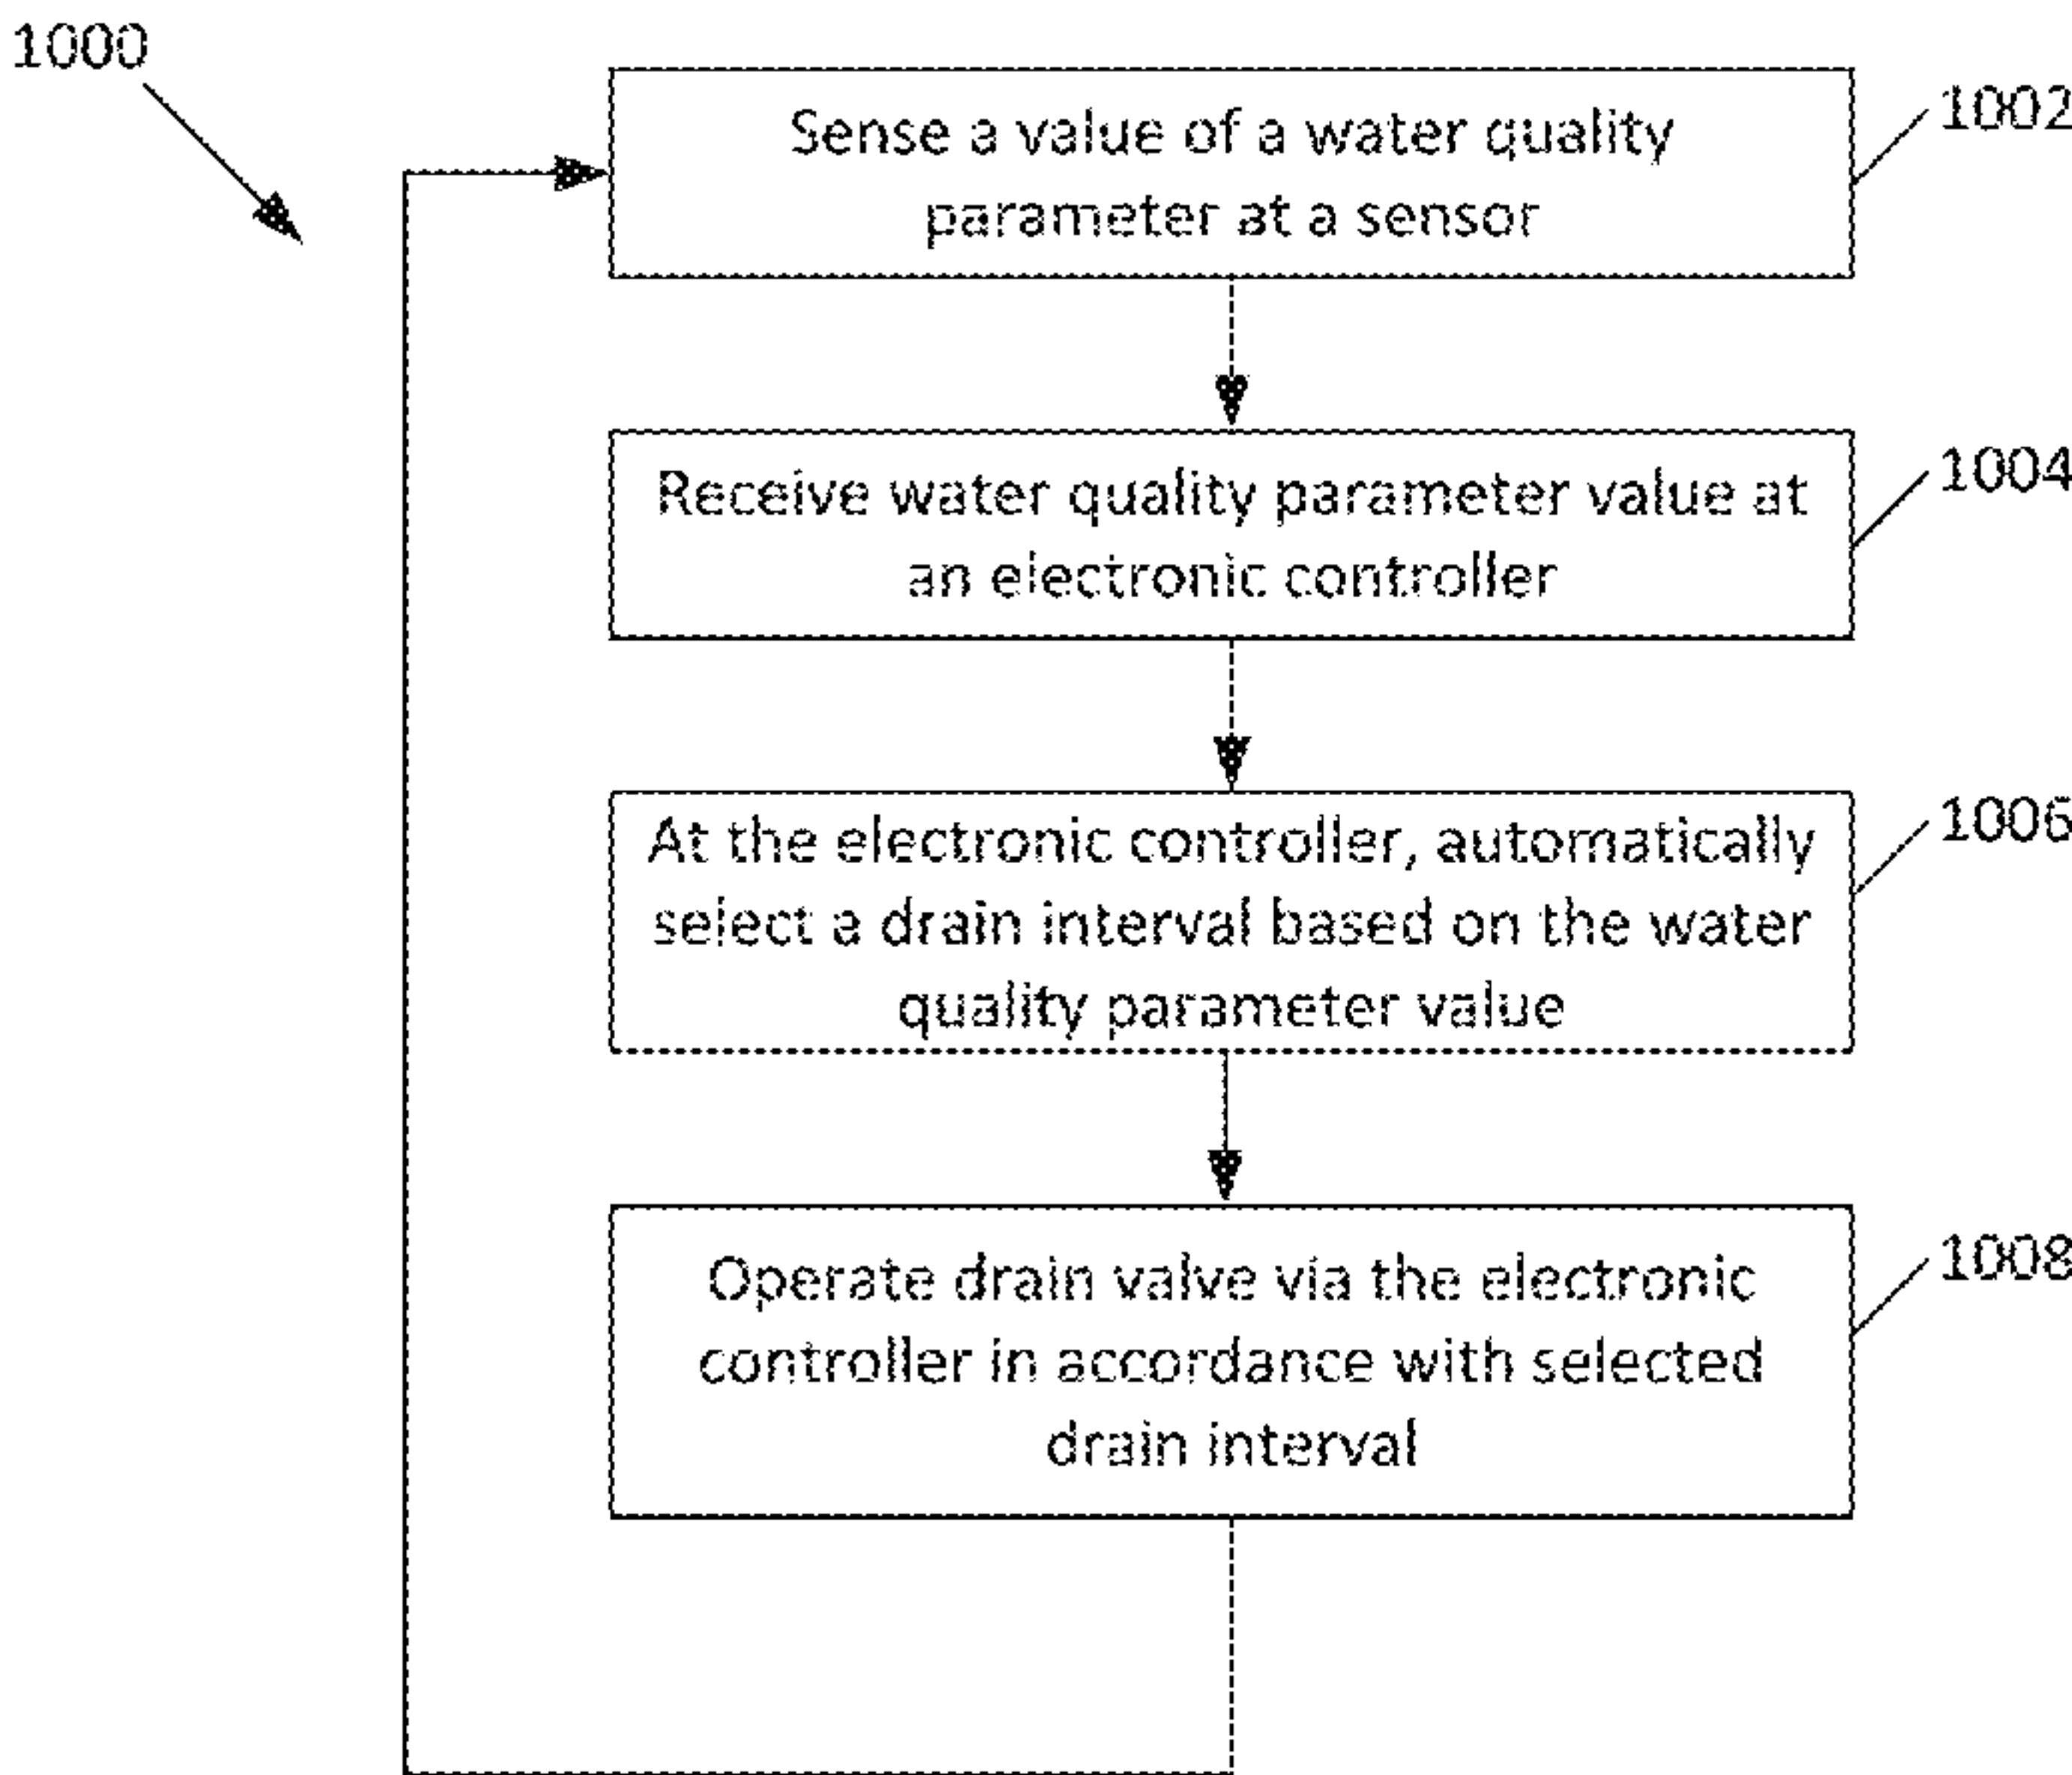 1000
Sense a value of a water quality
parameter at a sensor
1002
Receive water quality parameter value at
an electronic controller
1004
At the electronic controller, automatically
select a drain interval based on the water
quality parameter value
1006
Operate drain valve via the electronic
controller in accordance with selected
drain interval
1008